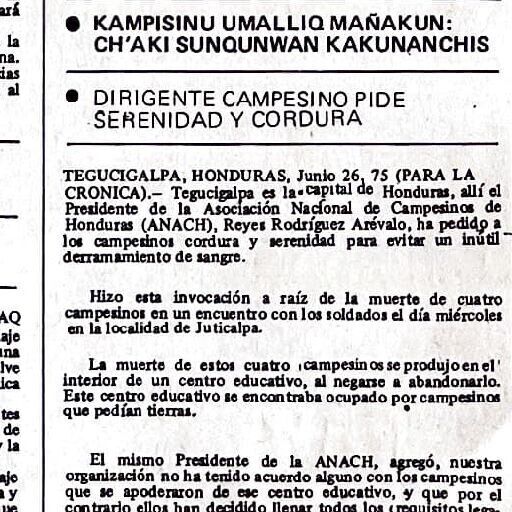 ará
la
na.
ias
al
AQ
aje
una
lve
ica
tes
de
y la
ajo
a y
que
● KAMPISINU UMALLIQ MAÑAKUN:
CH'AKI SUNQUNWAN KAKUNANCHIS
● DIRIGENTE CAMPESINO PIDE
SERENIDAD Y CORDURA
TEGUCIGALPA, HONDURAS, Junio 26, 75 (PARA LA
CRONICA).— Tegucigalpa es la capital de Honduras, allí el
Presidente de la Asociación Nacional de Campesinos de
Honduras (ANACH), Reyes Rodríguez Arévalo, ha pedido a
los campesinos cordura y serenidad para evitar un inútil
derramamiento de sangre.
Hizo esta invocación a raíz de la muerte de cuatro
campesinos en un encuentro con los soldados el día miércoles
en la localidad de Juticalpa.
La muerte de estos cuatro campesinos se produjo en el
interior de un centro educativo, al negarse a abandonarlo.
Este centro educativo se encontraba ocupado por campesinos
que pedían tierras.
El mismo Presidente de la ANACH, agregó, nuestra
organización no ha tenido acuerdo alguno con los campesinos
que se apoderaron de ese centro educativo, y que por el
contrario ellos han decidido llenar todos los (requisitos lega-